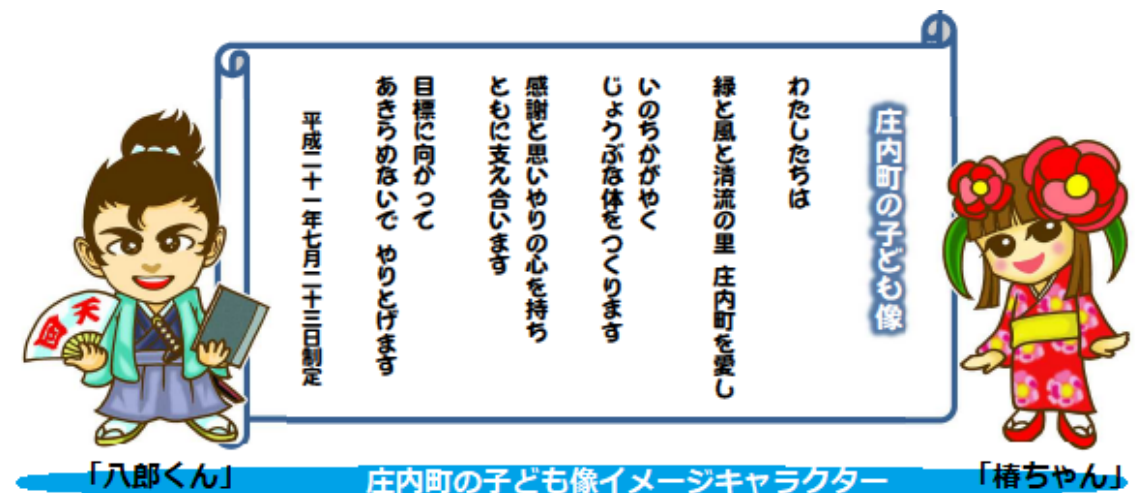 庄内町の子ども像
わたしたちは
緑と風と清流の里 庄内町を愛し
いのちかがやく
じょうぶな体をつくります
感謝と思いやりの心を持ち
ともに支え合います
目標に向かって
あきらめないで やりとげます
平成二十一年七月二十三日制定
「八郎くん」
庄内町の子ども像イメージキャラクター
「椿ちゃん」